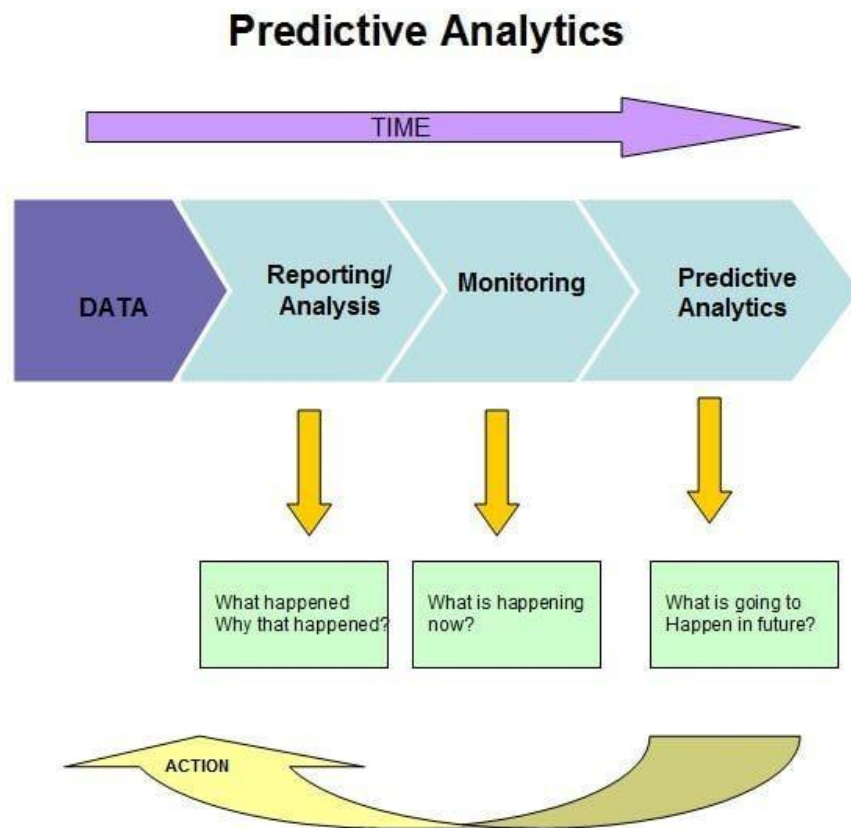 Predictive Analytics
TIME
DATA
Reporting/
Analysis
Monitoring
Predictive
Analytics
What happened
Why that happened?
What is happening
now?
What is going to
Happen in future?
ACTION